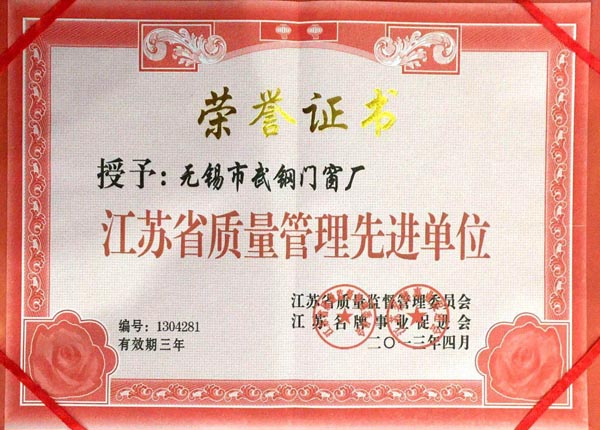 荣誉证书
授予：无锡市武钢门窗厂
江苏省质量管理先进单位
江苏省质量监督管理委员会
江苏名牌事业促进会
编号：1304281
二〇一三年四月
有效期三年